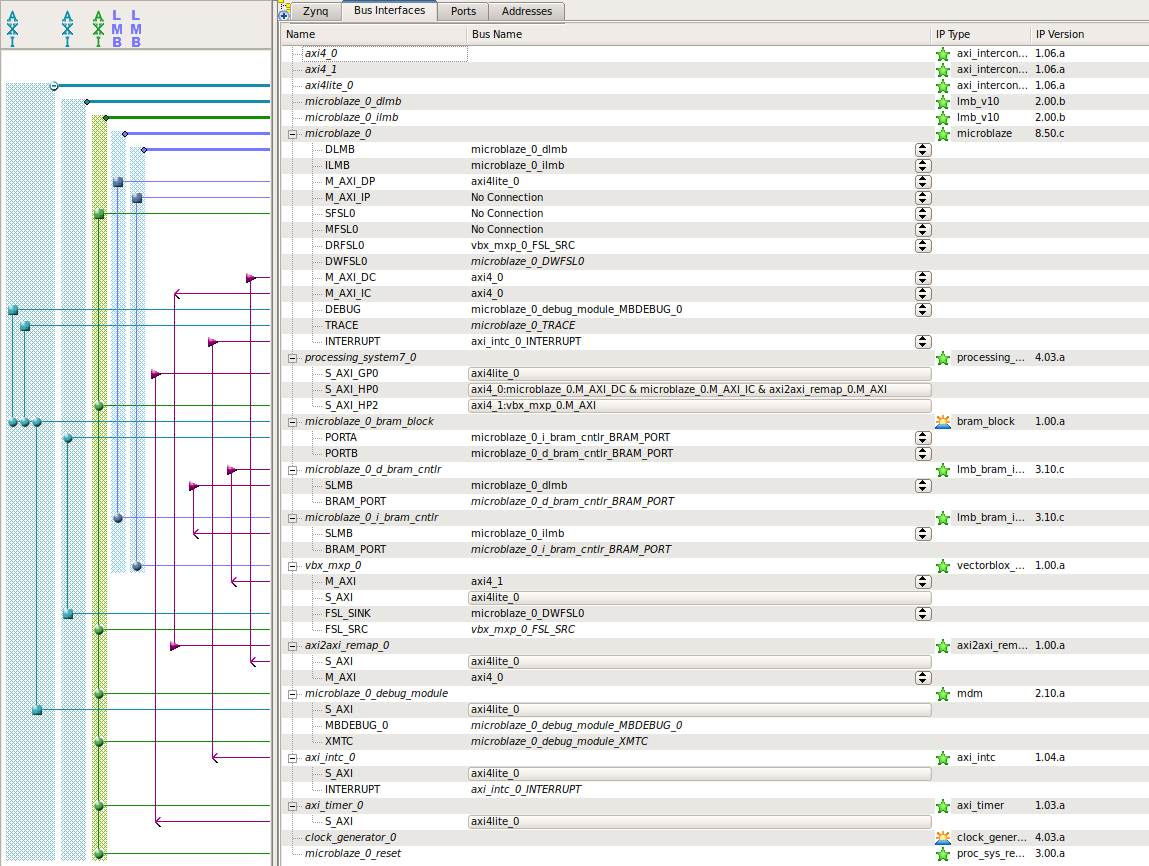 A A A L L
X X X M M
I I I B B
Zynq Bus Interfaces Ports Addresses
Name Bus Name IP Type IP Version
axi4_0 axi_intercon... 1.06.a
axi4_1 axi_intercon... 1.06.a
axi4lite_0 axi_intercon... 1.06.a
microblaze_0_dlmb lmb_v10 2.00.b
microblaze_0_ilmb lmb_v10 2.00.b
microblaze_0 microblaze 8.50.c
DLMB microblaze_0_dlmb
ILMB microblaze_0_ilmb
M_AXI_DP axi4lite_0
M_AXI_IP No Connection
SFSL0 No Connection
MFSL0 No Connection
DRFSL0 vbx_mxp_0_FSL_SRC
DWFSL0 microblaze_0_DWFSL0
M_AXI_DC axi4_0
M_AXI_IC axi4_0
DEBUG microblaze_0_debug_module_MBDEBUG_0
TRACE microblaze_0_TRACE
INTERRUPT axi_intc_0_INTERRUPT
processing_system7_0 processing_... 4.03.a
S_AXI_GP0 axi4lite_0
S_AXI_HP0 axi4_0:microblaze_0.M_AXI_DC & microblaze_0.M_AXI_IC & axi2axi_remap_0.M_AXI
S_AXI_HP2 axi4_1:vbx_mxp_0.M_AXI
microblaze_0_bram_block bram_block 1.00.a
PORTA microblaze_0_i_bram_cntlr_BRAM_PORT
PORTB microblaze_0_d_bram_cntlr_BRAM_PORT
microblaze_0_d_bram_cntlr lmb_bram_i... 3.10.c
SLMB microblaze_0_dlmb
BRAM_PORT microblaze_0_d_bram_cntlr_BRAM_PORT
microblaze_0_i_bram_cntlr lmb_bram_i... 3.10.c
SLMB microblaze_0_ilmb
BRAM_PORT microblaze_0_i_bram_cntlr_BRAM_PORT
vbx_mxp_0 vectorblox_... 1.00.a
M_AXI axi4_1
S_AXI axi4lite_0
FSL_SINK microblaze_0_DWFSL0
FSL_SRC vbx_mxp_0_FSL_SRC
axi2axi_remap_0 axi2axi_rem... 1.00.a
S_AXI axi4lite_0
M_AXI axi4_0
microblaze_0_debug_module mdm 2.10.a
S_AXI axi4lite_0
MBDEBUG_0 microblaze_0_debug_module_MBDEBUG_0
XMTC microblaze_0_debug_module_XMTC
axi_intc_0 axi_intc 1.04.a
S_AXI axi4lite_0
INTERRUPT axi_intc_0_INTERRUPT
axi_timer_0 axi_timer 1.03.a
S_AXI axi4lite_0
clock_generator_0 clock_gener... 4.03.a
microblaze_0_reset proc_sys_re... 3.00.a